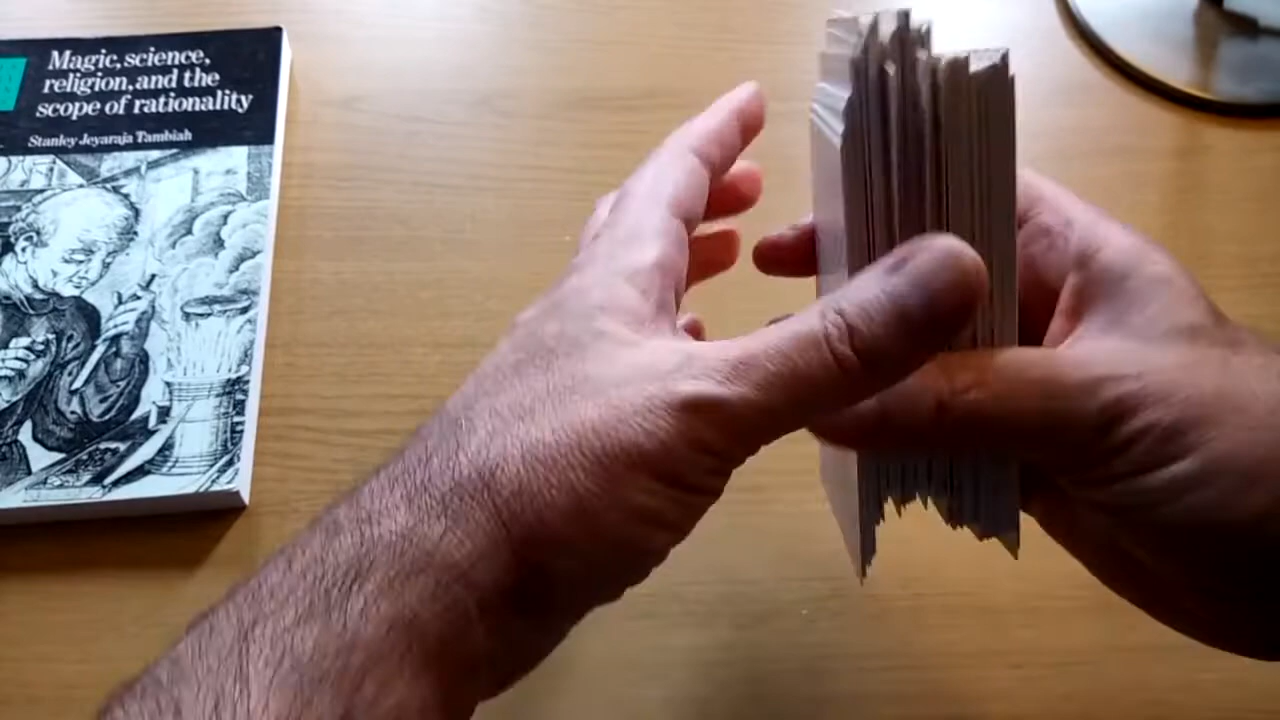 Magic, science,
religion, and the
scope of rationality
Stanley Jeyaraja Tambiah